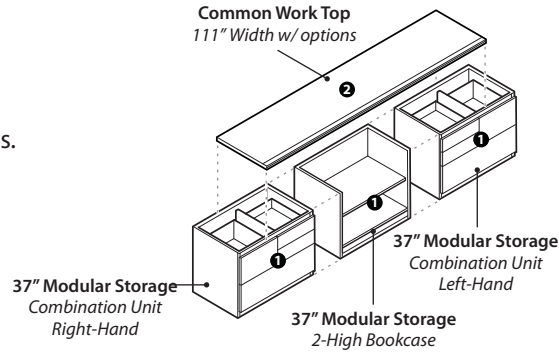 Common Work Top
111” Width w/ options
2
s.
1
1
1
37” Modular Storage
Combination Unit
Left-Hand
37” Modular Storage
Combination Unit
Right-Hand
37” Modular Storage
2-High Bookcase